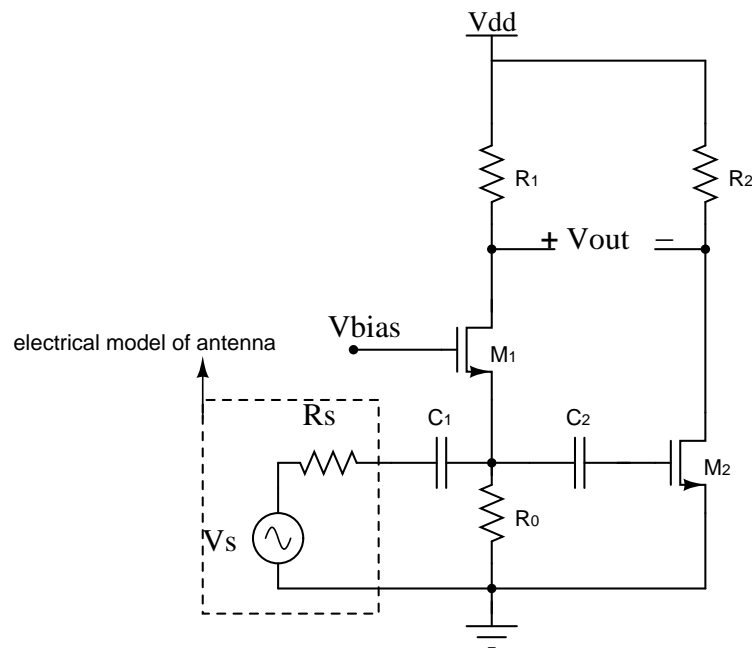 Vdd
R1
R2
+ Vout −
Vbias
M1
electrical model of antenna
Rs
C1
C2
M2
R0
Vs